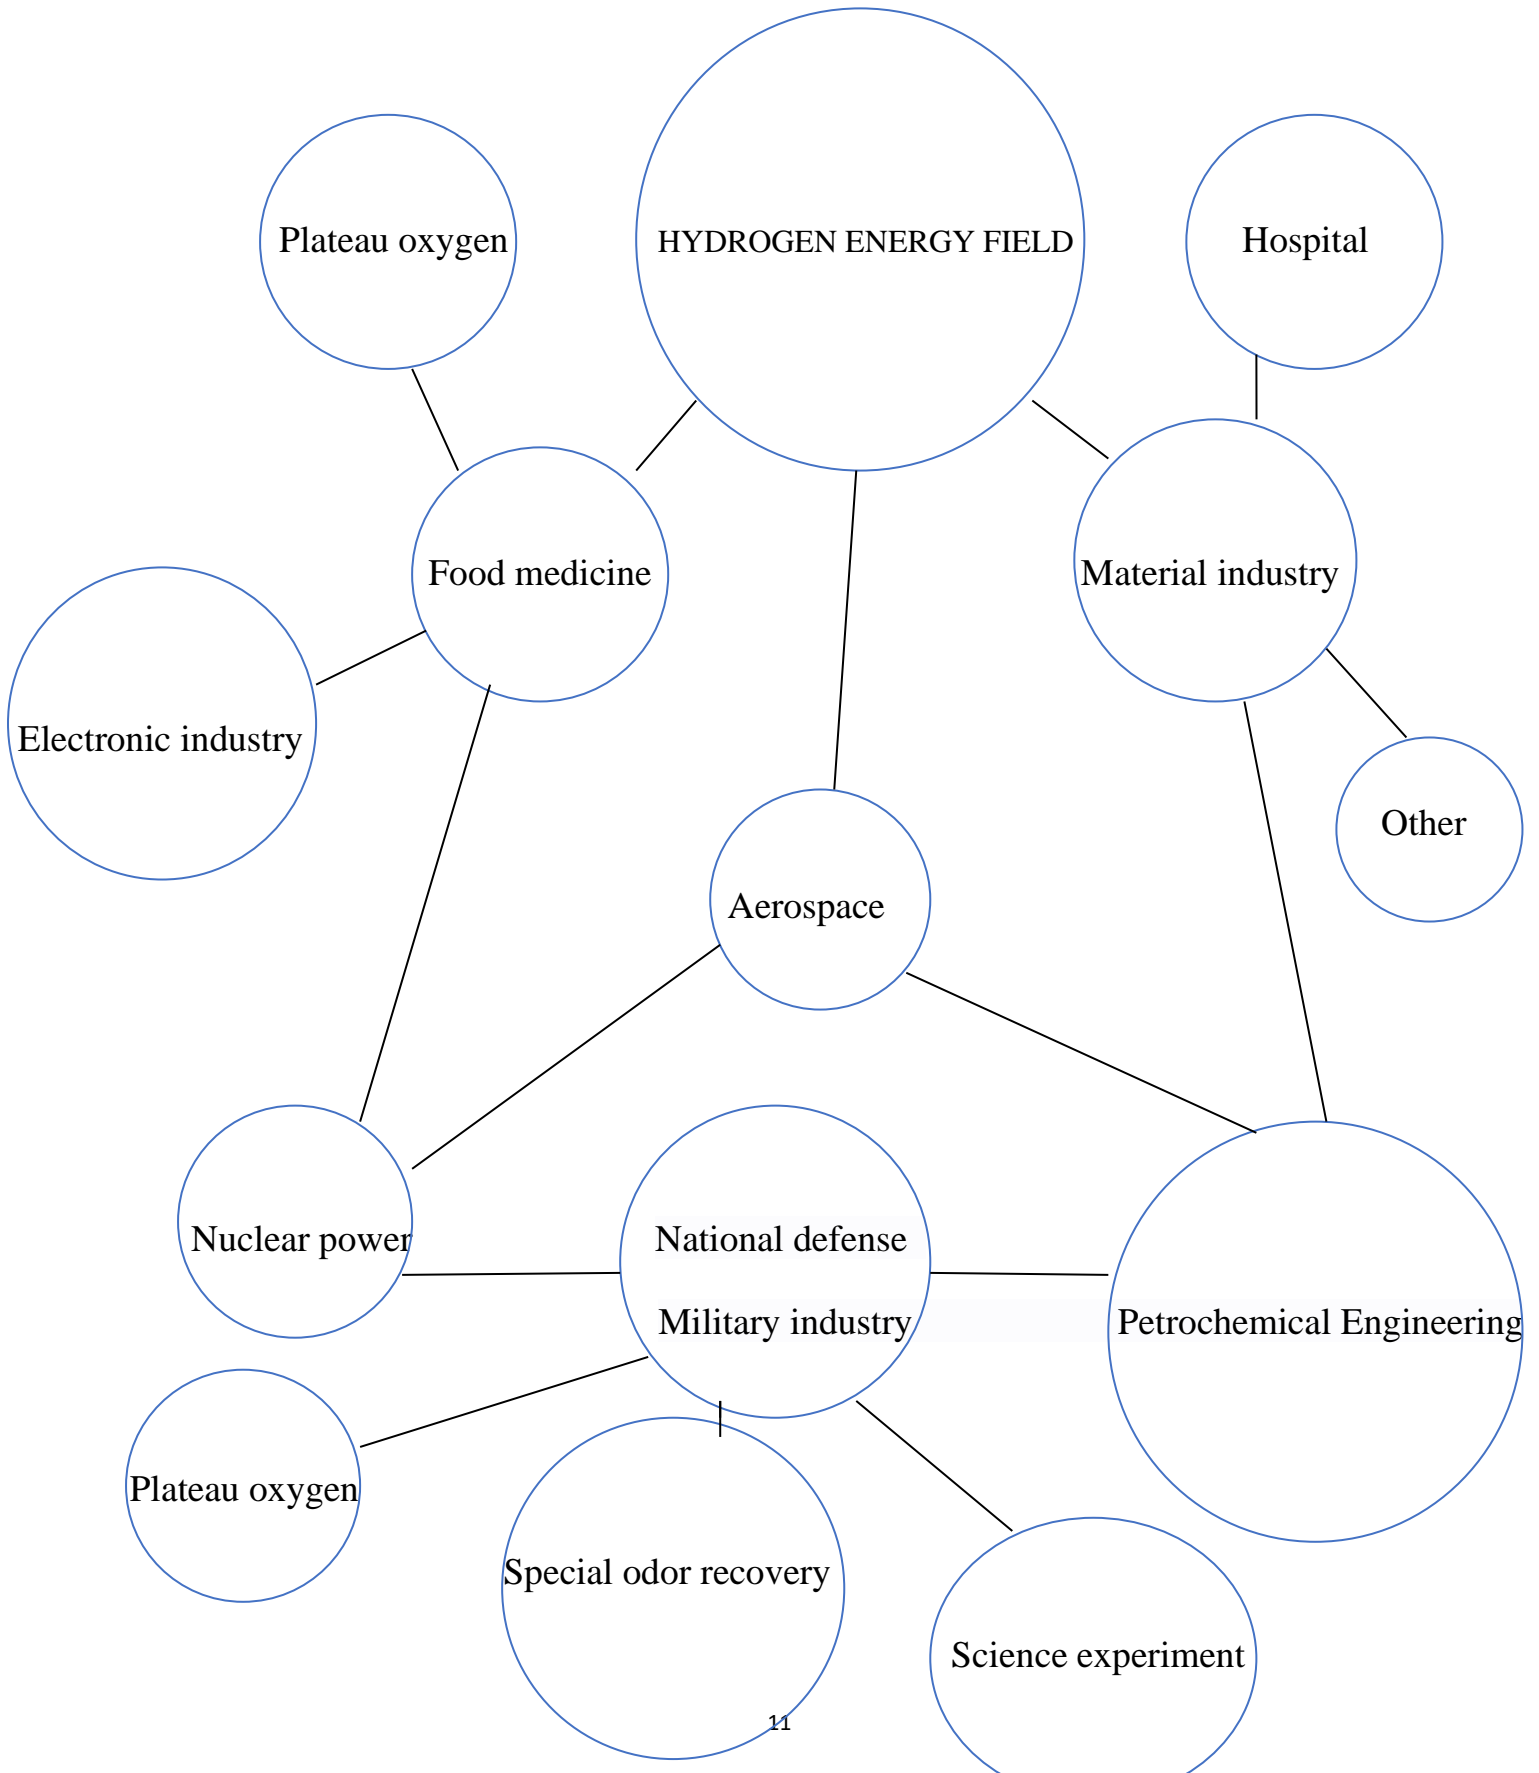 Plateau oxygen
HYDROGEN ENERGY FIELD
Hospital
Food medicine
Material industry
Electronic industry
Other
Aerospace
Nuclear power
National defense
Military industry
Petrochemical Engineering
Plateau oxygen
Special odor recovery
Science experiment
11